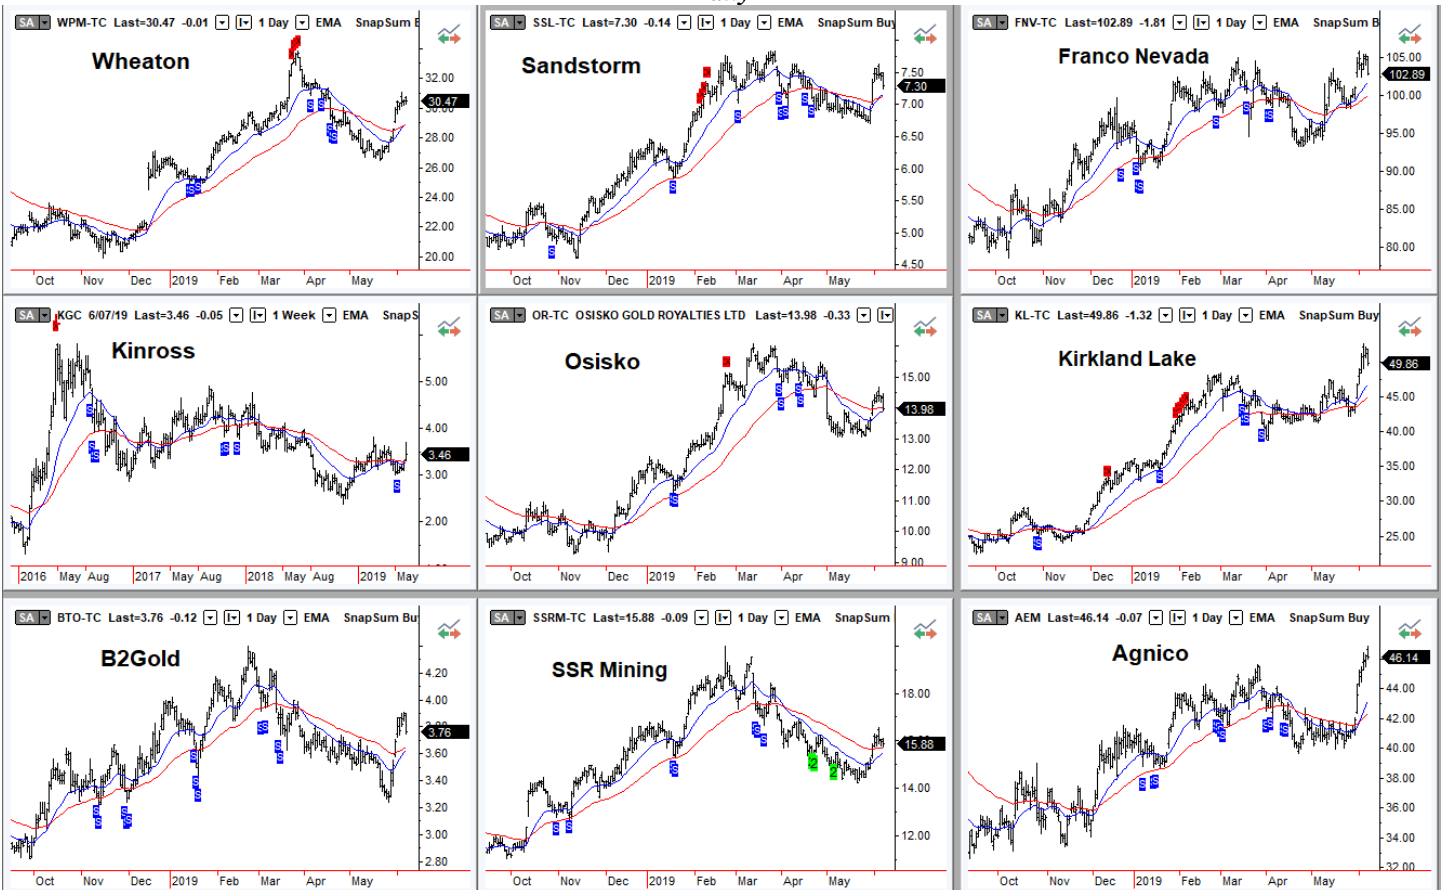 SA WPM-TC Last=30.47 -0.01 1 Day EMA SnapSum B
Wheaton
32.00
30.47
28.00
26.00
24.00
22.00
20.00
Oct Nov Dec 2019 Feb Mar Apr May
SA SSL-TC Last=7.30 -0.14 1 Day EMA SnapSum Buy
Sandstorm
7.50
7.30
7.00
6.50
6.00
5.50
5.00
4.50
Oct Nov Dec 2019 Feb Mar Apr May
SA FNV-TC Last=102.89 -1.81 1 Day EMA SnapSum B
Franco Nevada
105.00
102.89
100.00
95.00
90.00
85.00
80.00
Oct Nov Dec 2019 Feb Mar Apr May
SA KGC 6/07/19 Last=3.46 -0.05 1 Week EMA SnapS
Kinross
5.00
4.00
3.46
3.00
2.00
2016 May Aug 2017 May Aug 2018 May Aug 2019 May
SA OR-TC OSISKO GOLD ROYALTIES LTD Last=13.98 -0.33
Osisko
15.00
13.98
13.00
12.00
11.00
10.00
9.00
Oct Nov Dec 2019 Feb Mar Apr May
SA KL-TC Last=49.86 -1.32 1 Day EMA SnapSum Buy
Kirkland Lake
49.86
45.00
40.00
35.00
30.00
25.00
Oct Nov Dec 2019 Feb Mar Apr May
SA BTO-TC Last=3.76 -0.12 1 Day EMA SnapSum Bu
B2Gold
4.20
4.00
3.80
3.76
3.60
3.40
3.20
3.00
2.80
Oct Nov Dec 2019 Feb Mar Apr May
SA SSRM-TC Last=15.88 -0.09 1 Day EMA SnapSum
SSR Mining
18.00
15.88
14.00
12.00
Oct Nov Dec 2019 Feb Mar Apr May
SA AEM Last=46.14 -0.07 1 Day EMA SnapSum Buy
Agnico
46.14
44.00
42.00
40.00
38.00
36.00
34.00
32.00
Oct Nov Dec 2019 Feb Mar Apr May